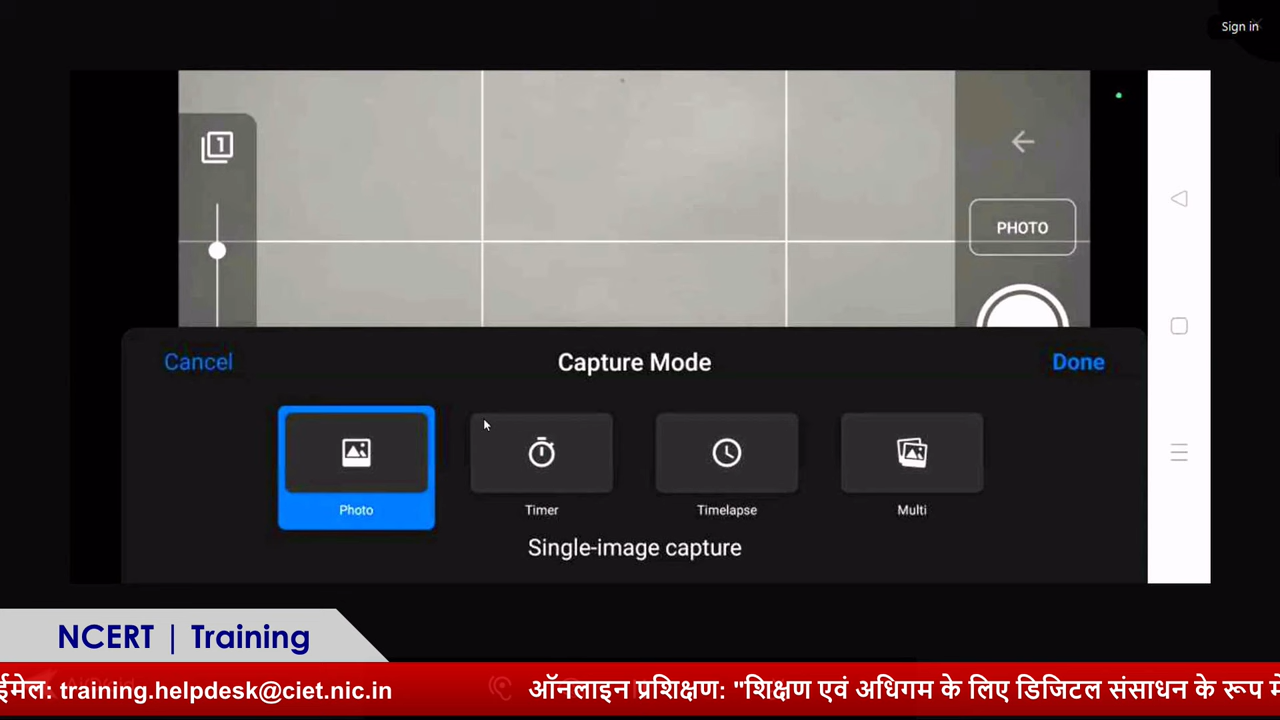 Sign in
1
PHOTO
Cancel
Capture Mode
Done
Photo
Timer
Timelapse
Multi
Single-image capture
NCERT | Training
ईमेल: training.helpdesk@ciet.nic.in ऑनलाइन प्रशिक्षण: "शिक्षण एवं अधिगम के लिए डिजिटल संसाधन के रूप में